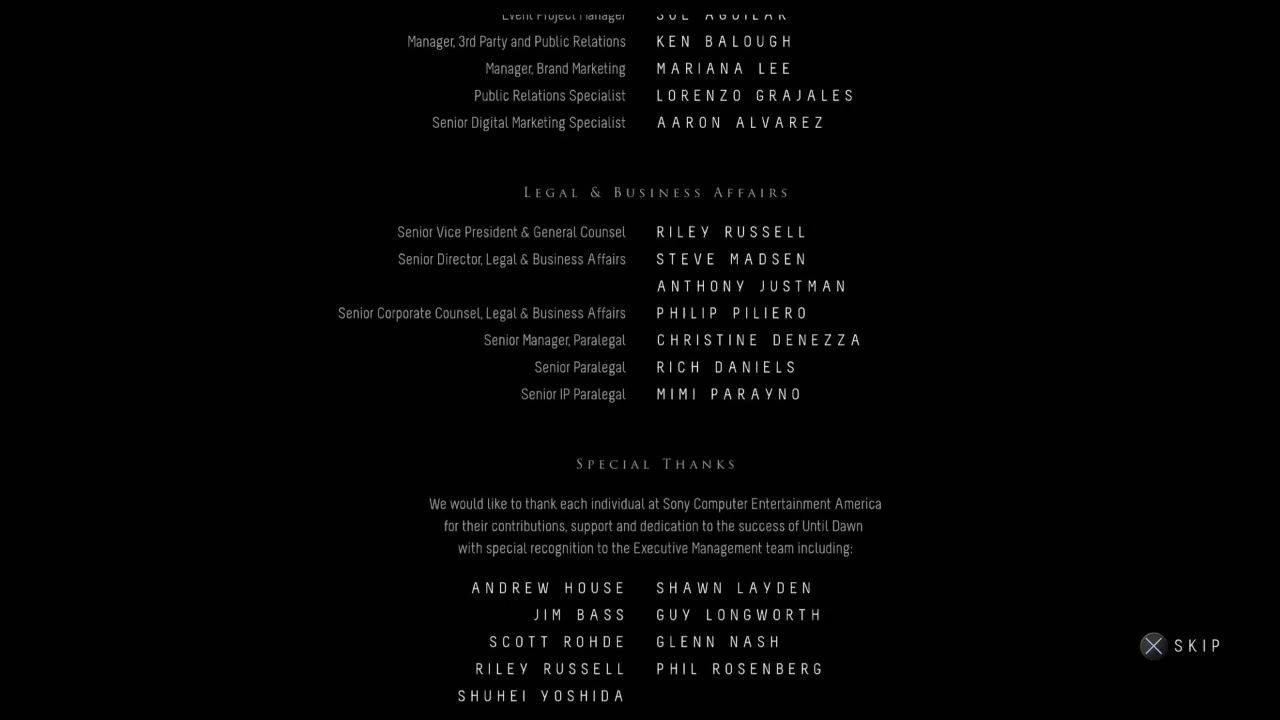 Event Project Manager SUE AGUILAR
Manager, 3rd Party and Public Relations KEN BALOUGH
Manager, Brand Marketing MARIANA LEE
Public Relations Specialist LORENZO GRAJALES
Senior Digital Marketing Specialist AARON ALVAREZ
LEGAL & BUSINESS AFFAIRS
Senior Vice President & General Counsel RILEY RUSSELL
Senior Director, Legal & Business Affairs STEVE MADSEN
ANTHONY JUSTMAN
Senior Corporate Counsel, Legal & Business Affairs PHILIP PILIERO
Senior Manager, Paralegal CHRISTINE DENEZZA
Senior Paralegal RICH DANIELS
Senior IP Paralegal MIMI PARAYNO
SPECIAL THANKS
We would like to thank each individual at Sony Computer Entertainment America
for their contributions, support and dedication to the success of Until Dawn
with special recognition to the Executive Management team including:
ANDREW HOUSE SHAWN LAYDEN
JIM BASS GUY LONGWORTH
SCOTT ROHDE GLENN NASH
RILEY RUSSELL PHIL ROSENBERG
SHUHEI YOSHIDA
SKIP